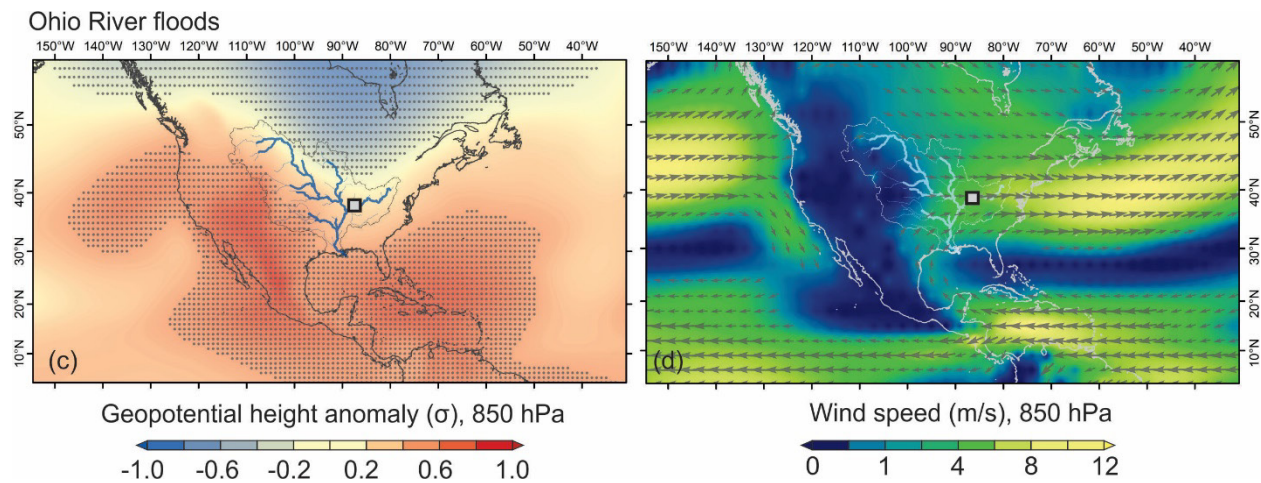 Ohio River floods
150°W 140°W 130°W 120°W 110°W 100°W 90°W 80°W 70°W 60°W 50°W 40°W
50°N
40°N
30°N
20°N
10°N
(c)
Geopotential height anomaly (σ), 850 hPa
-1.0 -0.6 -0.2 0.2 0.6 1.0
150°W 140°W 130°W 120°W 110°W 100°W 90°W 80°W 70°W 60°W 50°W 40°W
50°N
40°N
30°N
20°N
10°N
(d)
Wind speed (m/s), 850 hPa
0 1 4 8 12